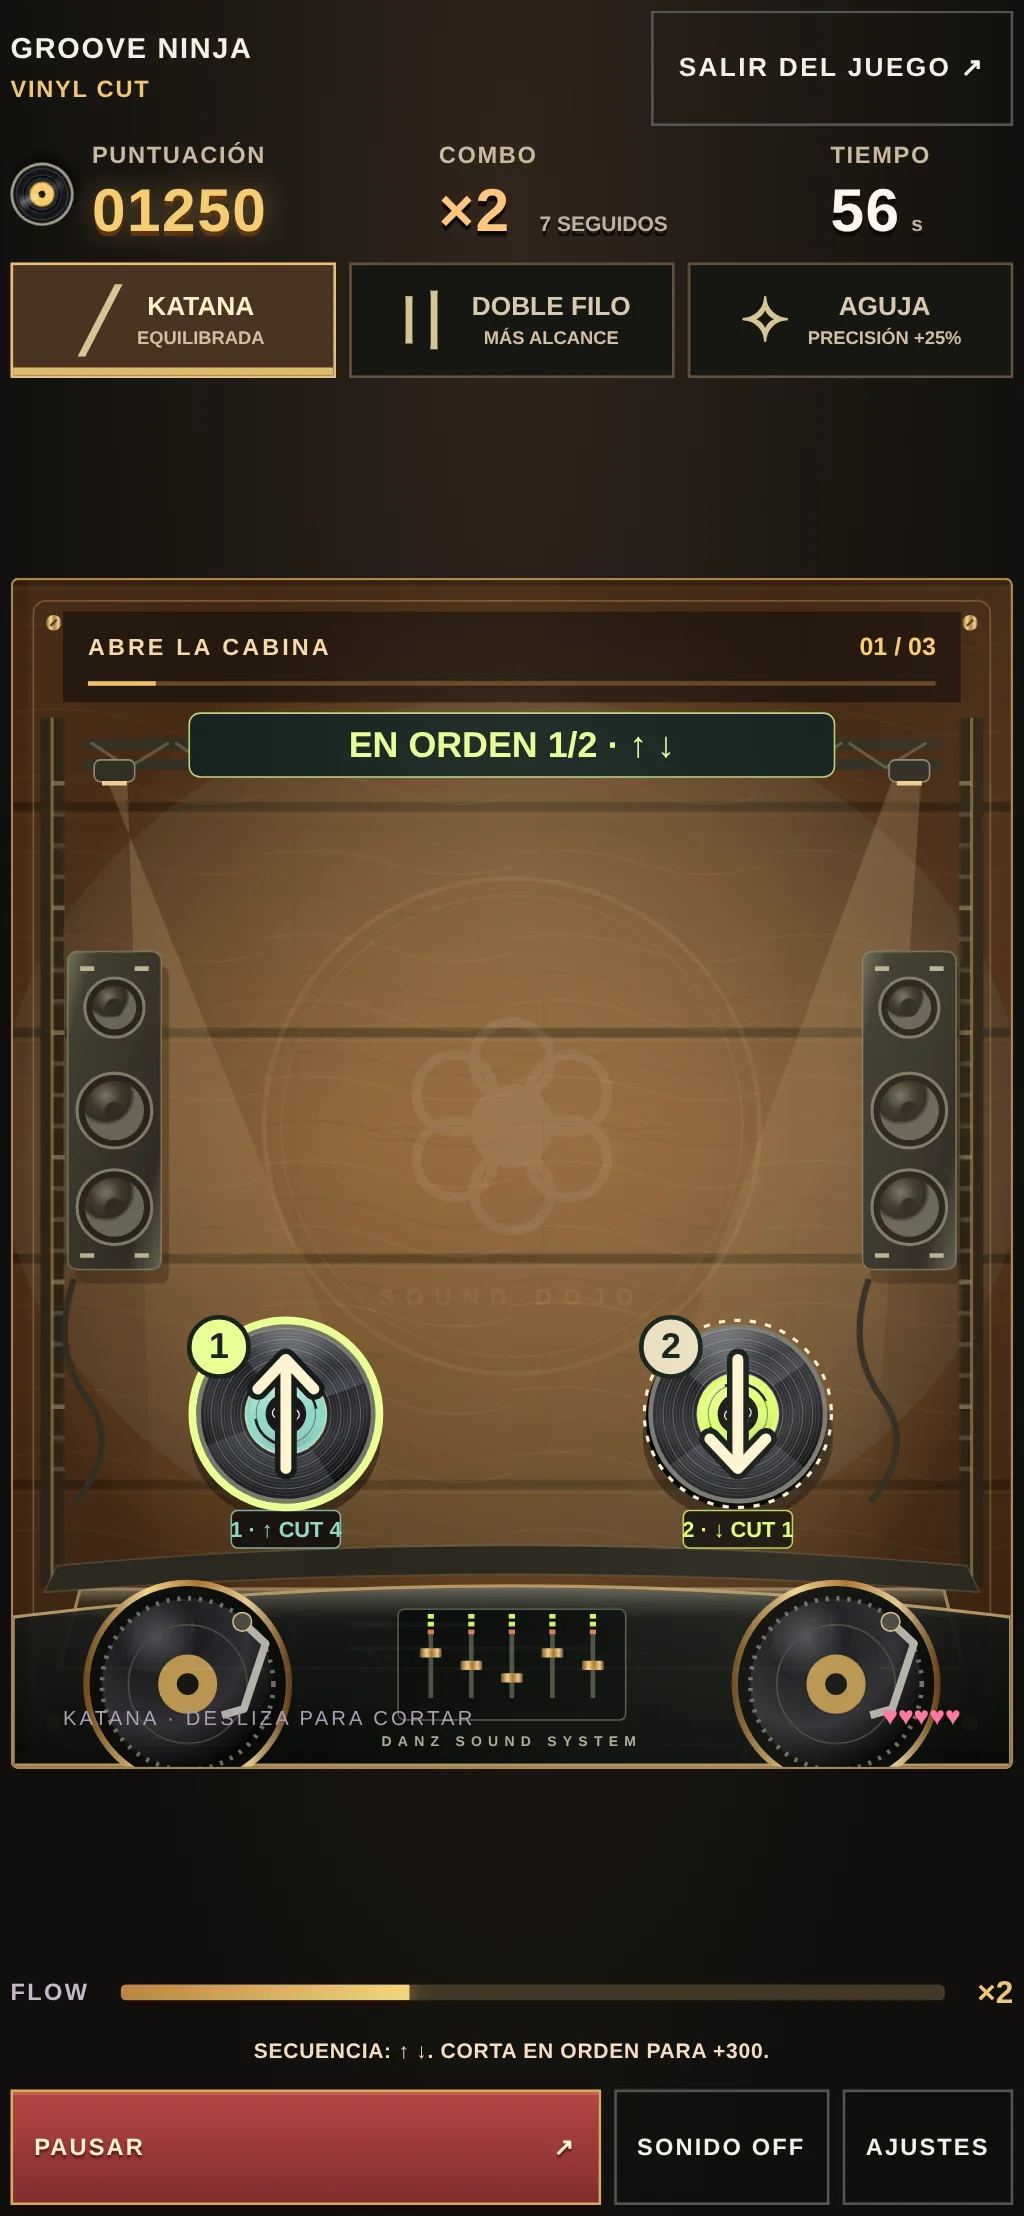 GROOVE NINJA
VINYL CUT
SALIR DEL JUEGO ↗
PUNTUACIÓN
01250
COMBO
×2 7 SEGUIDOS
TIEMPO
56 s
KATANA
EQUILIBRADA
DOBLE FILO
MÁS ALCANCE
AGUJA
PRECISIÓN +25%
ABRE LA CABINA 01 / 03
EN ORDEN 1/2 · ↑ ↓
SOUND DOJO
1
2
1 · ↑ CUT 4
2 · ↓ CUT 1
KATANA · DESLIZA PARA CORTAR ♥♥♥♥♥
DANZ SOUND SYSTEM
FLOW ×2
SECUENCIA: ↑ ↓. CORTA EN ORDEN PARA +300.
PAUSAR ↗
SONIDO OFF
AJUSTES